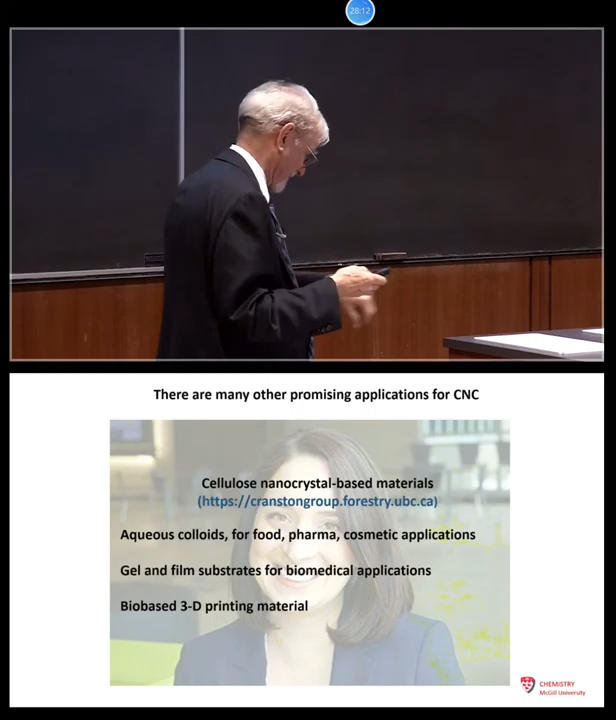 28:12
There are many other promising applications for CNC
Cellulose nanocrystal-based materials
(https://cranstongroup.forestry.ubc.ca)
Aqueous colloids, for food, pharma, cosmetic applications
Gel and film substrates for biomedical applications
Biobased 3-D printing material
CHEMISTRY
McGill University